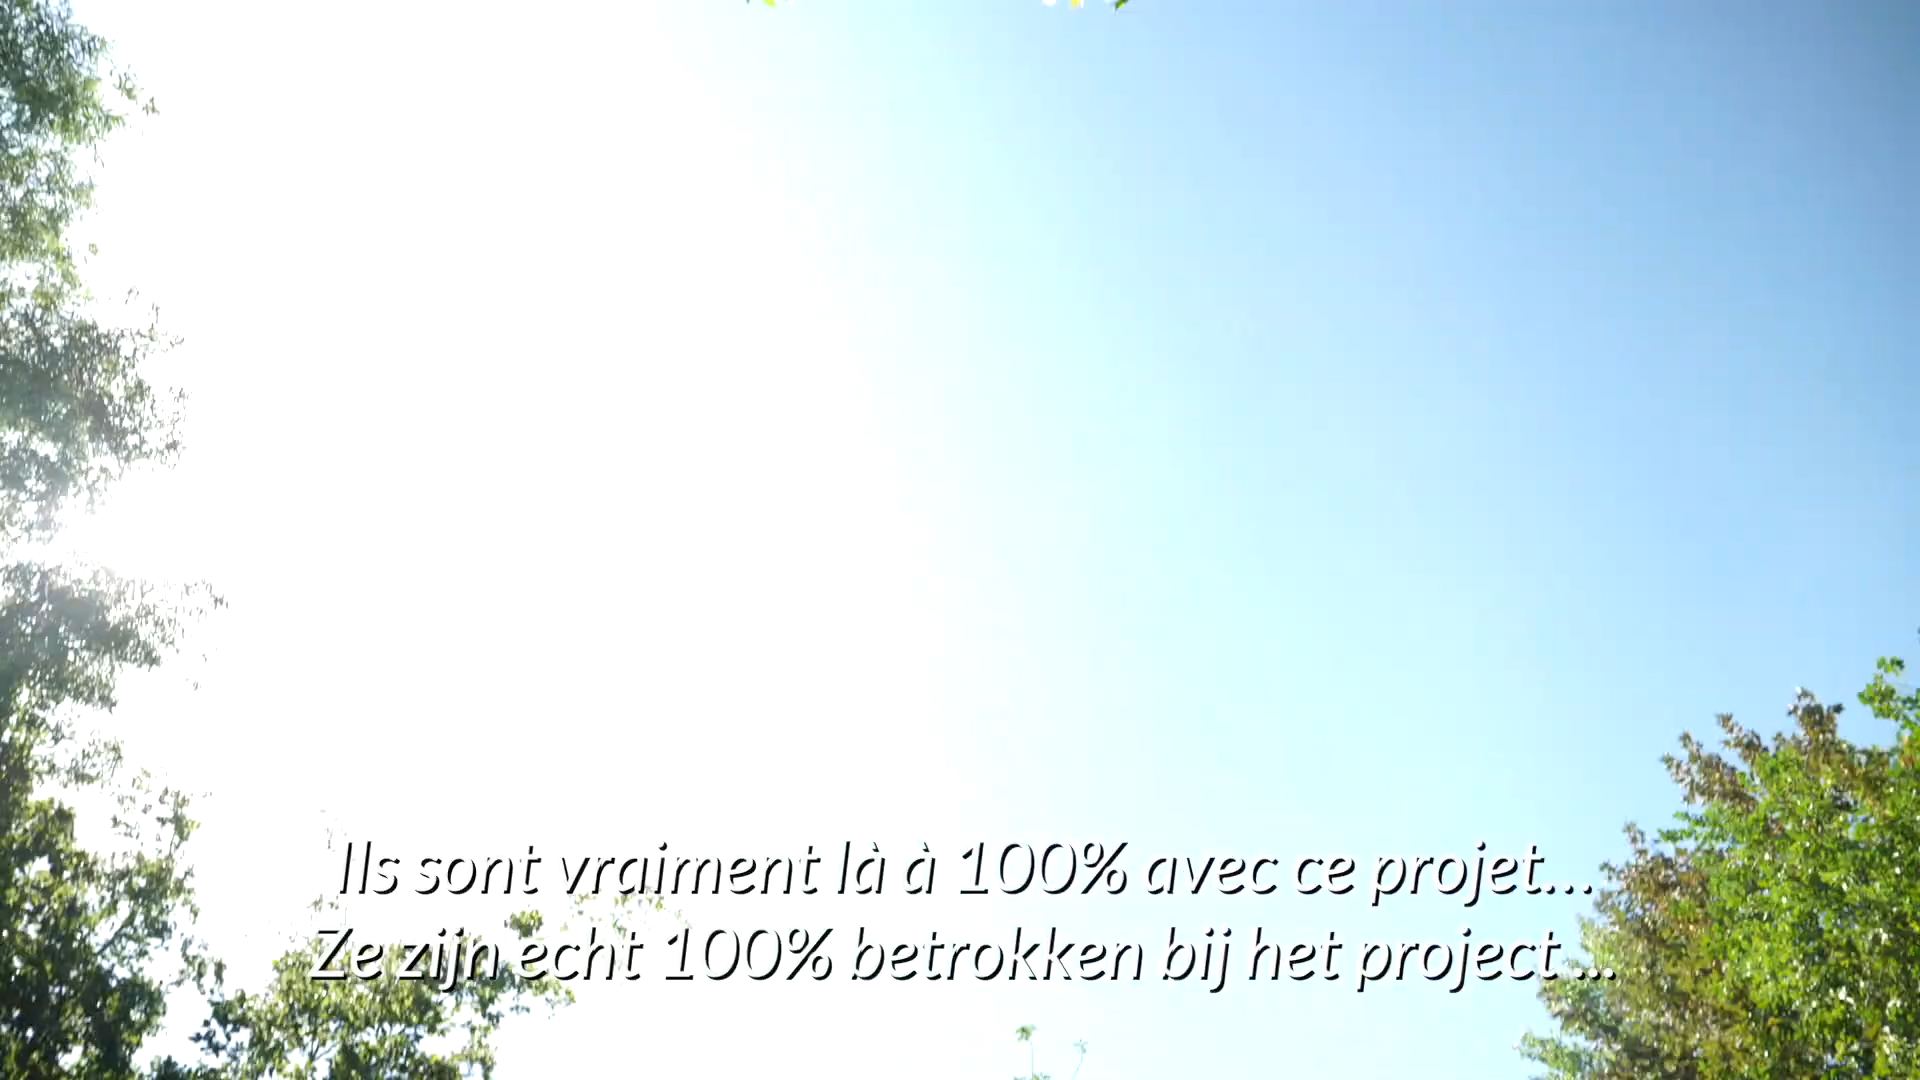 Ils sont vraiment là à 100% avec ce projet...
Ze zijn echt 100% betrokken bij het project ...